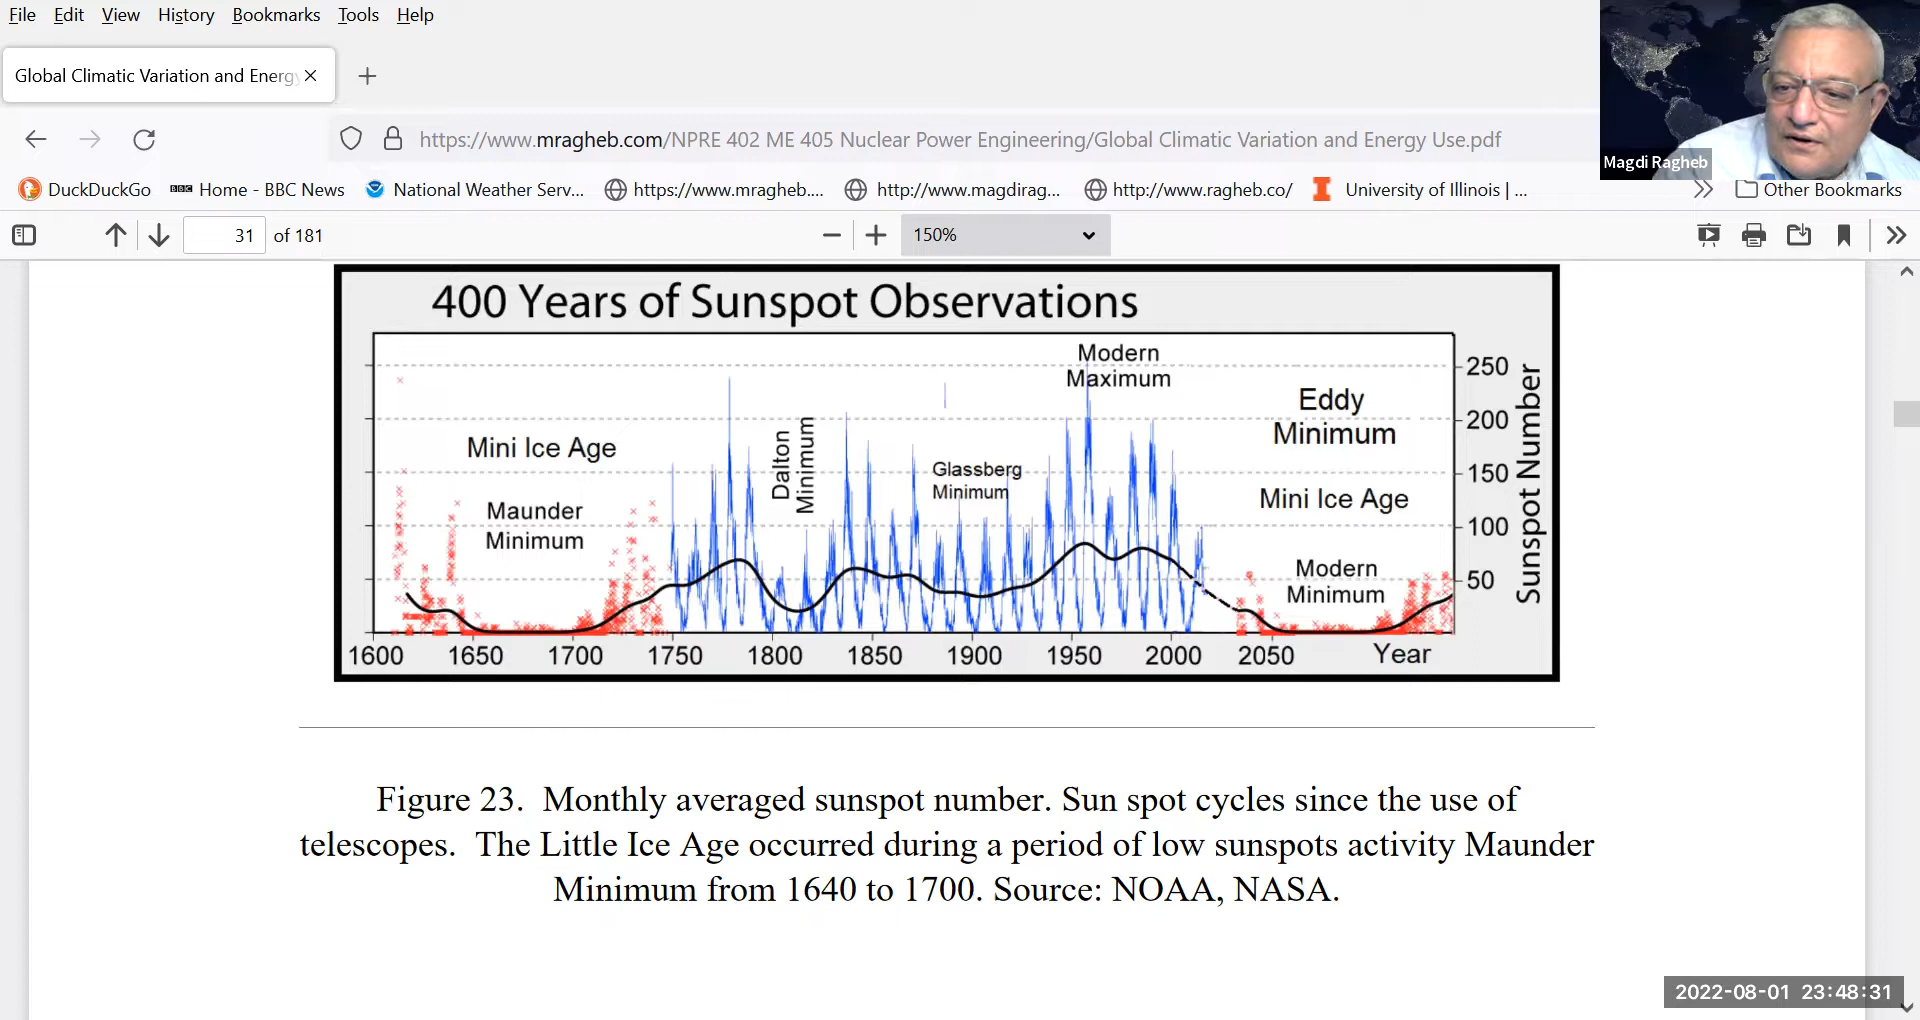 File Edit View History Bookmarks Tools Help
Global Climatic Variation and Energy
https://www.mragheb.com/NPRE 402 ME 405 Nuclear Power Engineering/Global Climatic Variation and Energy Use.pdf
Magdi Ragheb
DuckDuckGo BBC Home - BBC News National Weather Serv... https://www.mragheb.... http://www.magdirag... http://www.ragheb.co/ University of Illinois | ... Other Bookmarks
31 of 181 150%
400 Years of Sunspot Observations
Modern
Maximum
250
Eddy
Minimum
200
Mini Ice Age
Dalton
Minimum
Glassberg
Minimum
150
Mini Ice Age
Maunder
Minimum
100
Modern
Minimum
50
Sunspot Number
1600 1650 1700 1750 1800 1850 1900 1950 2000 2050 Year
Figure 23. Monthly averaged sunspot number. Sun spot cycles since the use of
telescopes. The Little Ice Age occurred during a period of low sunspots activity Maunder
Minimum from 1640 to 1700. Source: NOAA, NASA.
2022-08-01 23:48:31